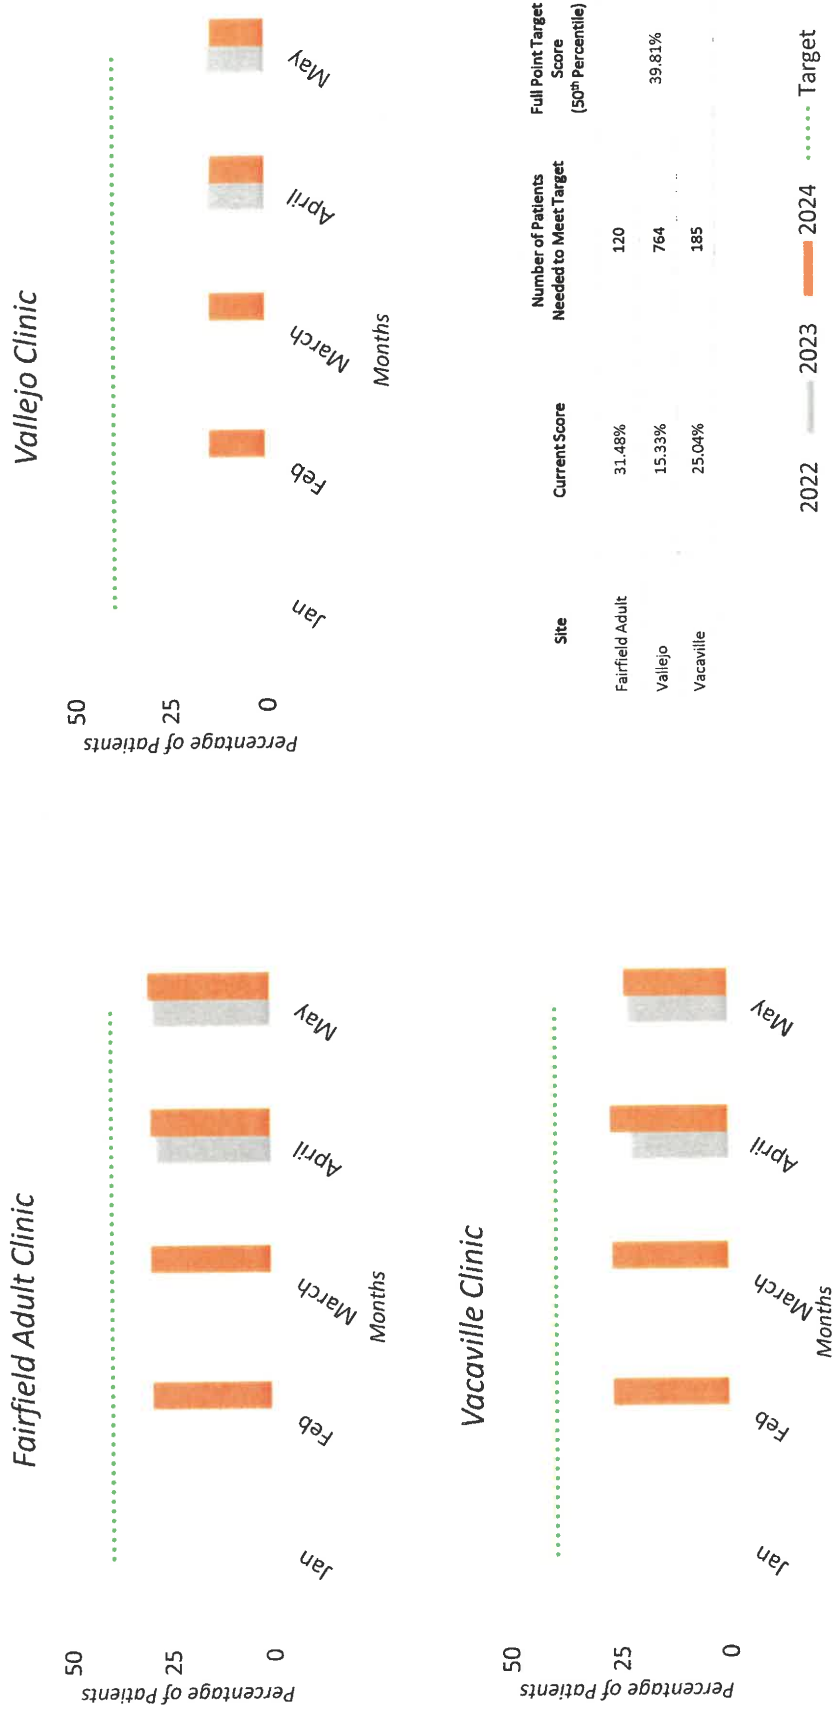 Fairfield Adult Clinic
Percentage of Patients
50
25
0
Jan
Feb
March
April
May
Months
Vallejo Clinic
Percentage of Patients
50
25
0
Jan
Feb
March
April
May
Months
Vacaville Clinic
Percentage of Patients
50
25
0
Jan
Feb
March
April
May
Months
Site Current Score Number of Patients Needed to Meet Target Full Point Target Score (50th Percentile)
Fairfield Adult 31.48% 120
Vallejo 15.33% 764 39.81%
Vacaville 25.04% 185
2022 2023 2024 Target